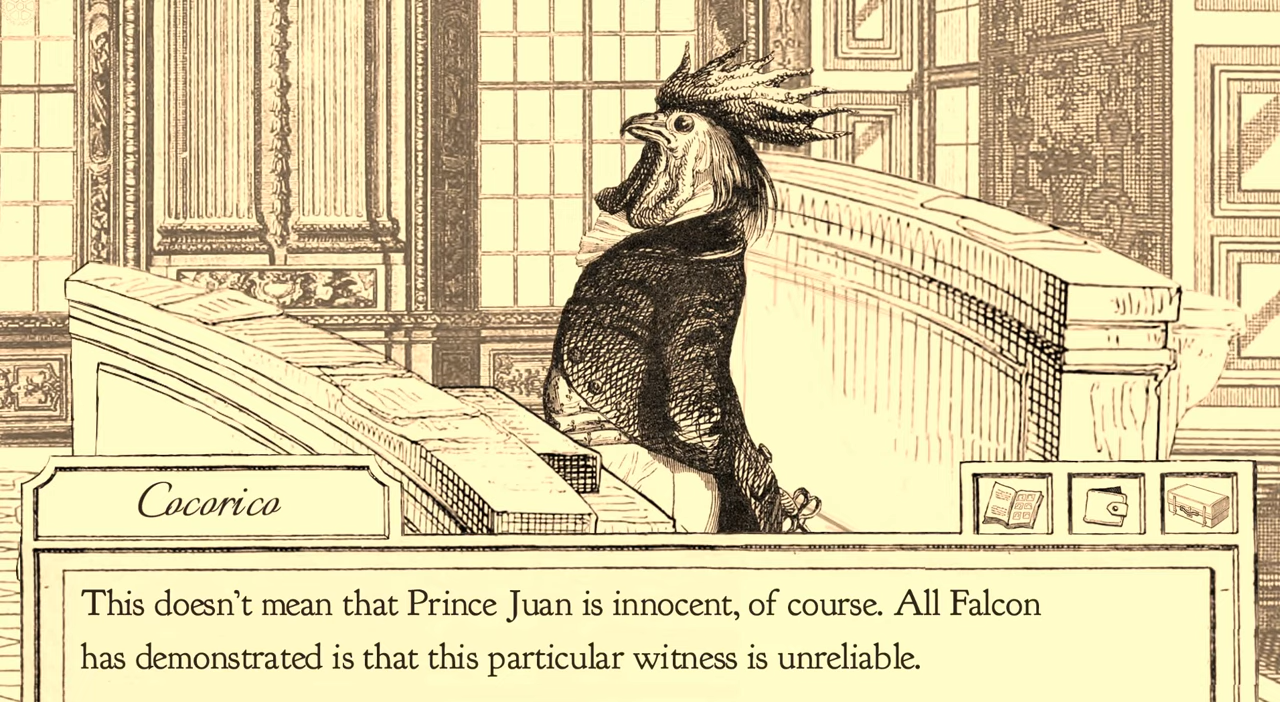 Cocorico
This doesn't mean that Prince Juan is innocent, of course. All Falcon
has demonstrated is that this particular witness is unreliable.